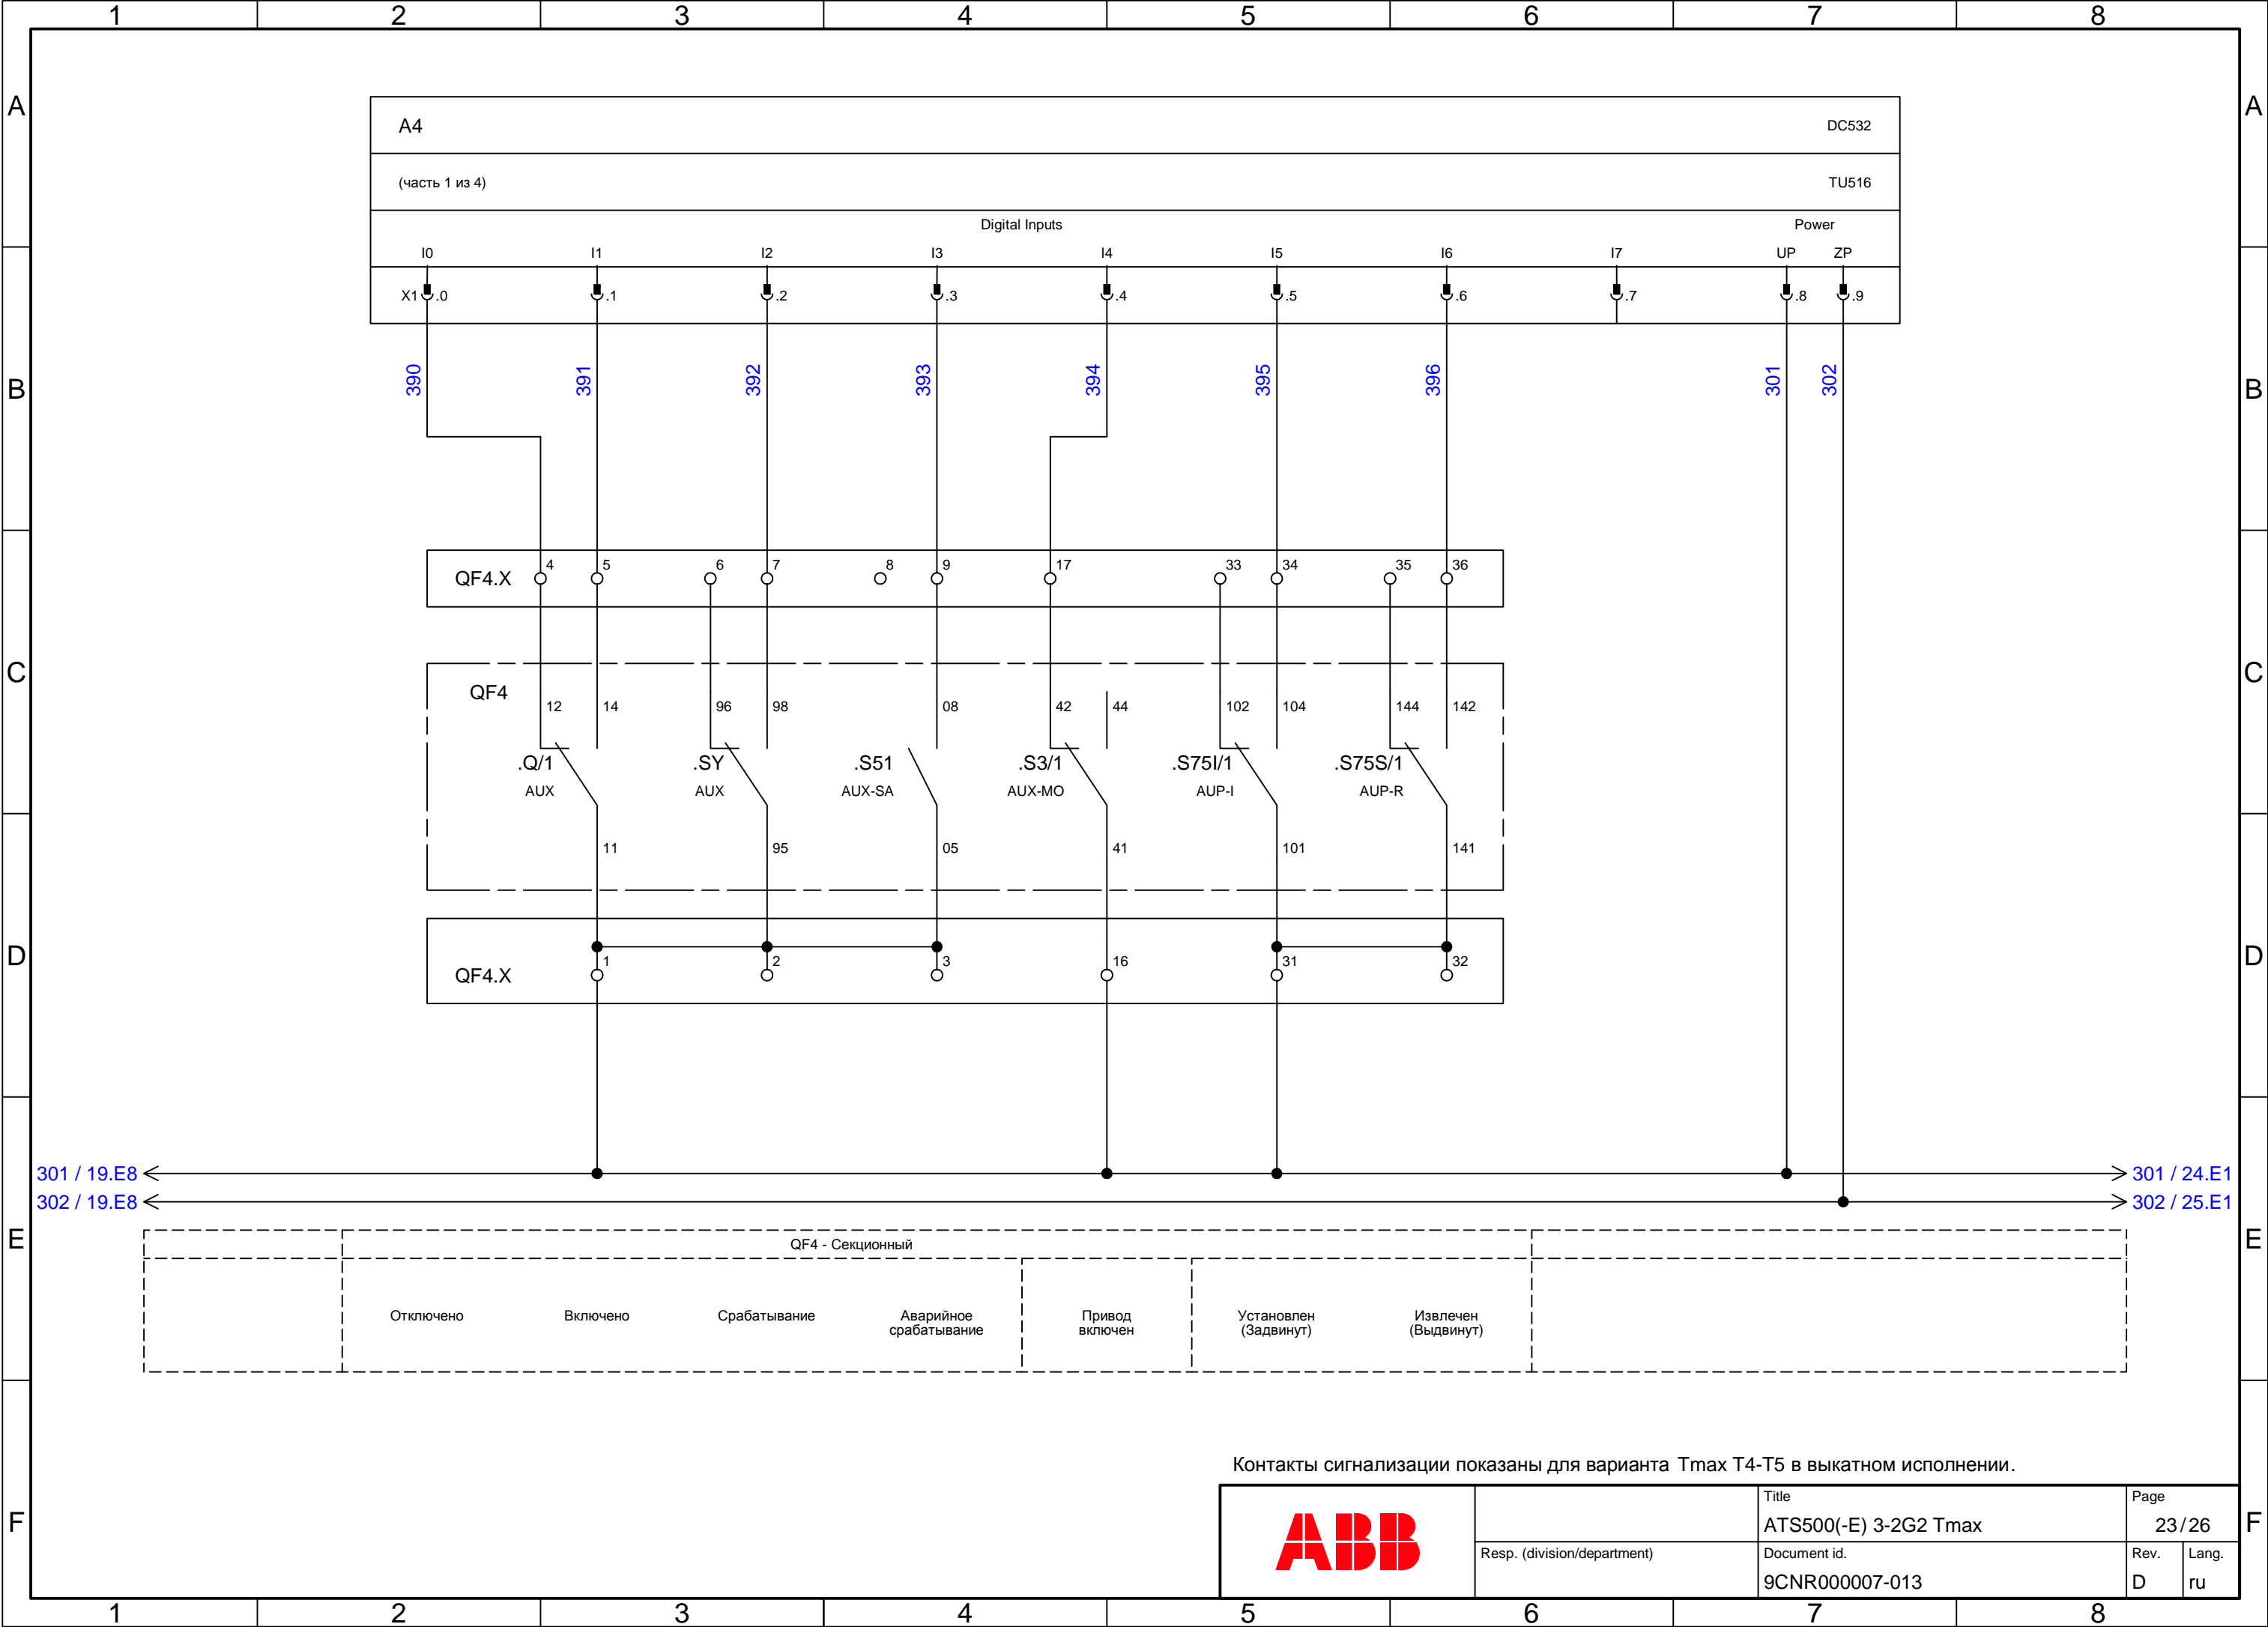 1 2 3 4 5 6 7 8
A A
A4 DC532
(часть 1 из 4) TU516
Digital Inputs Power
I0 I1 I2 I3 I4 I5 I6 I7 UP ZP
X1 .0 .1 .2 .3 .4 .5 .6 .7 .8 .9
390 391 392 393 394 395 396 301 302
B B
QF4.X 4 5 6 7 8 9 17 33 34 35 36
C C
QF4
12 14 96 98 08 42 44 102 104 144 142
.Q/1 .SY .S51 .S3/1 .S75I/1 .S75S/1
AUX AUX AUX-SA AUX-MO AUP-I AUP-R
11 95 05 41 101 141
D D
QF4.X 1 2 3 16 31 32
301 / 19.E8 301 / 24.E1
302 / 19.E8 302 / 25.E1
E E
QF4 - Секционный
Отключено Включено Срабатывание Аварийное срабатывание Привод включен Установлен (Задвинут) Извлечен (Выдвинут)
Контакты сигнализации показаны для варианта Tmax T4-T5 в выкатном исполнении.
F F
ABB
Title
ATS500(-E) 3-2G2 Tmax
Page
23/26
Resp. (division/department)
Document id.
9CNR000007-013
Rev.
D
Lang.
ru
1 2 3 4 5 6 7 8